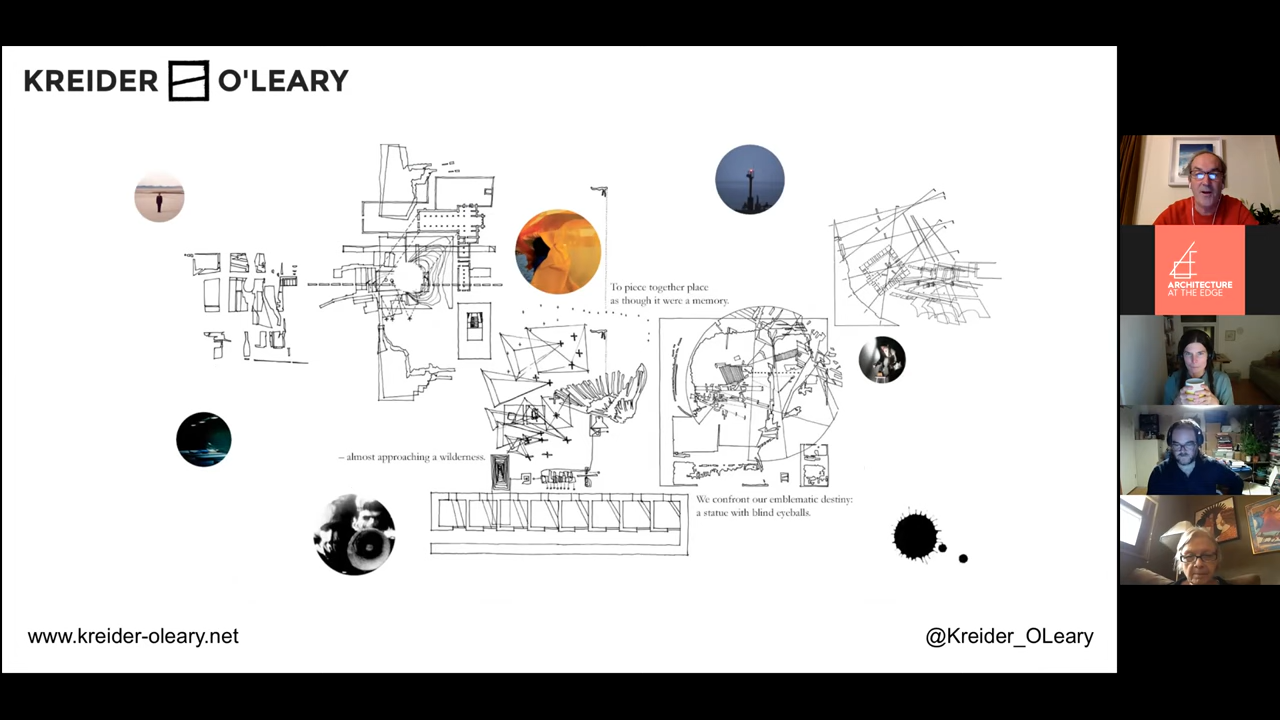 KREIDER O'LEARY
To piece together place
as though it were a memory.
– almost approaching a wilderness.
We confront our emblematic destiny:
a statue with blind eyeballs.
www.kreider-oleary.net
@Kreider_OLeary
ARCHITECTURE
AT THE EDGE